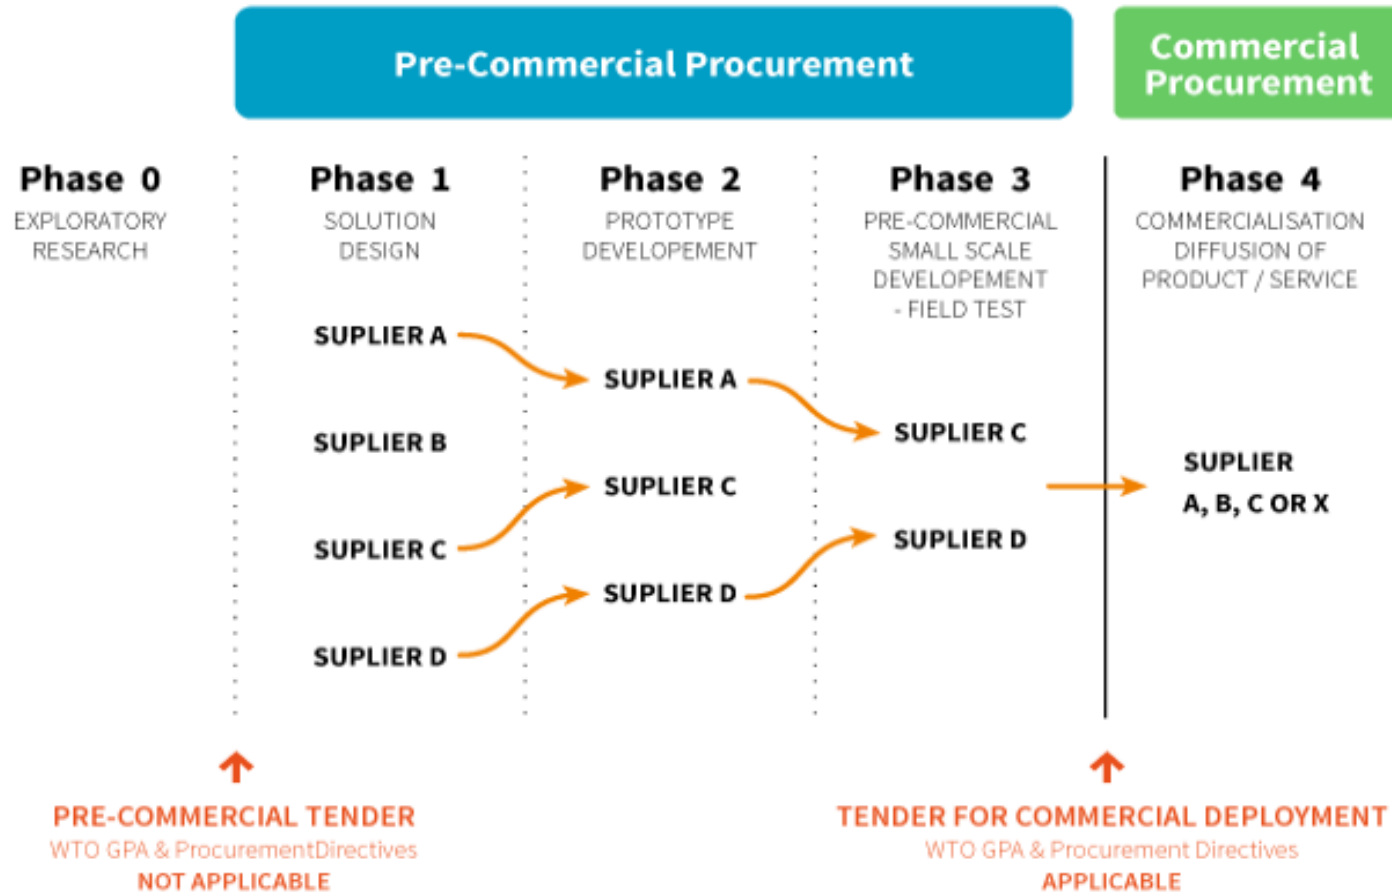 Pre-Commercial Procurement
Commercial
Procurement
Phase 0
EXPLORATORY
RESEARCH
Phase 1
SOLUTION
DESIGN
Phase 2
PROTOTYPE
DEVELOPEMENT
Phase 3
PRE-COMMERCIAL
SMALL SCALE
DEVELOPEMENT
- FIELD TEST
Phase 4
COMMERCIALISATION
DIFFUSION OF
PRODUCT / SERVICE
SUPLIER A
SUPLIER B
SUPLIER C
SUPLIER D
SUPLIER A
SUPLIER C
SUPLIER D
SUPLIER C
SUPLIER D
SUPLIER
A, B, C OR X
PRE-COMMERCIAL TENDER
WTO GPA & ProcurementDirectives
NOT APPLICABLE
TENDER FOR COMMERCIAL DEPLOYMENT
WTO GPA & Procurement Directives
APPLICABLE